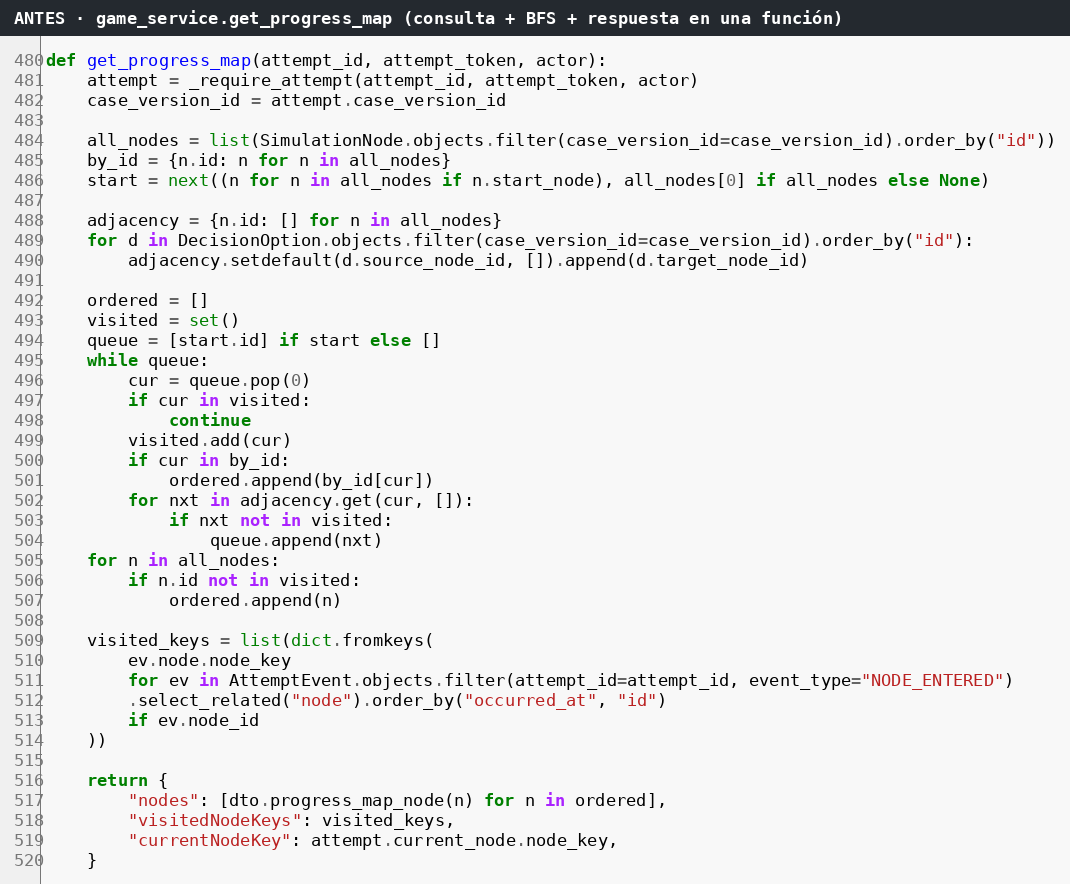 ANTES · game_service.get_progress_map (consulta + BFS + respuesta en una función)
480 def get_progress_map(attempt_id, attempt_token, actor):
481     attempt = _require_attempt(attempt_id, attempt_token, actor)
482     case_version_id = attempt.case_version_id
483
484     all_nodes = list(SimulationNode.objects.filter(case_version_id=case_version_id).order_by("id"))
485     by_id = {n.id: n for n in all_nodes}
486     start = next((n for n in all_nodes if n.start_node), all_nodes[0] if all_nodes else None)
487
488     adjacency = {n.id: [] for n in all_nodes}
489     for d in DecisionOption.objects.filter(case_version_id=case_version_id).order_by("id"):
490         adjacency.setdefault(d.source_node_id, []).append(d.target_node_id)
491
492     ordered = []
493     visited = set()
494     queue = [start.id] if start else []
495     while queue:
496         cur = queue.pop(0)
497         if cur in visited:
498             continue
499         visited.add(cur)
500         if cur in by_id:
501             ordered.append(by_id[cur])
502         for nxt in adjacency.get(cur, []):
503             if nxt not in visited:
504                 queue.append(nxt)
505     for n in all_nodes:
506         if n.id not in visited:
507             ordered.append(n)
508
509     visited_keys = list(dict.fromkeys(
510         ev.node.node_key
511         for ev in AttemptEvent.objects.filter(attempt_id=attempt_id, event_type="NODE_ENTERED")
512         .select_related("node").order_by("occurred_at", "id")
513         if ev.node_id
514     ))
515
516     return {
517         "nodes": [dto.progress_map_node(n) for n in ordered],
518         "visitedNodeKeys": visited_keys,
519         "currentNodeKey": attempt.current_node.node_key,
520     }